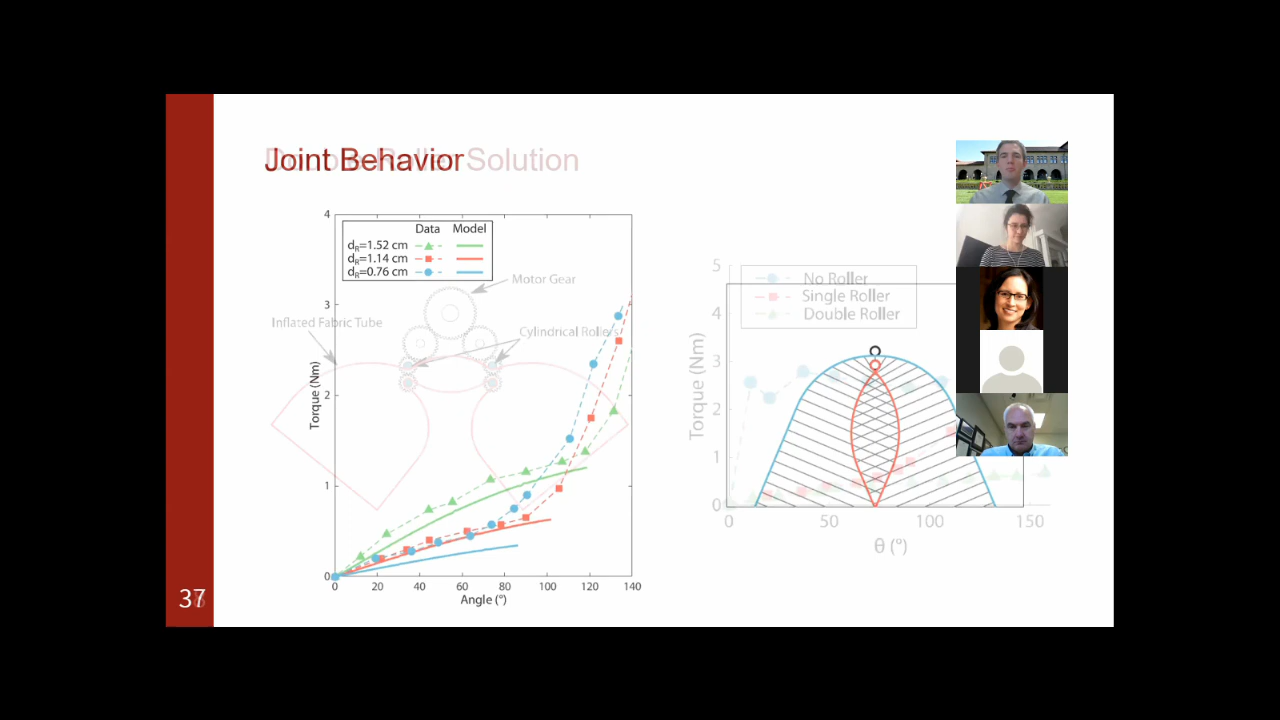 Joint Behavior
Double Roller Solution
4
3
2
1
0
Torque (Nm)
Data Model
dR=1.52 cm
dR=1.14 cm
dR=0.76 cm
Motor Gear
Inflated Fabric Tube
Cylindrical Rollers
0 20 40 60 80 100 120 140
Angle (°)
5
4
3
2
1
0
Torque (Nm)
No Roller
Single Roller
Double Roller
0 50 100 150
θ (°)
37